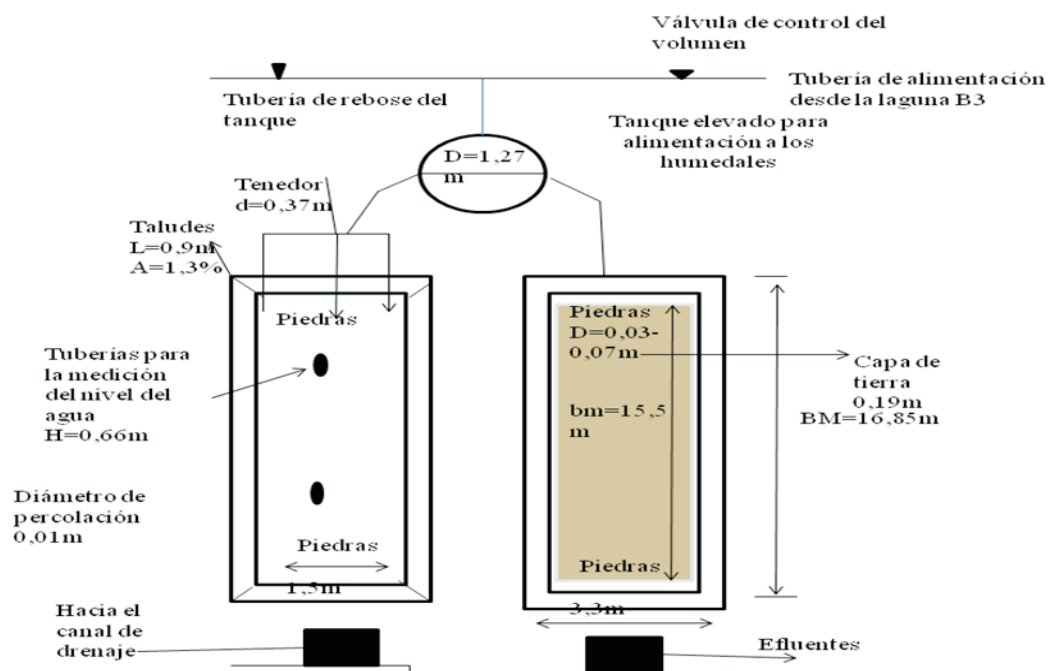 Válvula de control del
volumen
Tubería de rebose del
tanque
Tubería de alimentación
desde la laguna B3
Tanque elevado para
alimentación a los
humedales
D=1,27
m
Tenedor
d=0,37m
Taludes
L=0,9m
A=1,3%
Piedras
Piedras
D=0,03-
0,07m
Tuberías para
la medición
del nivel del
agua
H=0,66m
Capa de
tierra
0,19m
bm=15,5
m
BM=16,85m
Diámetro de
percolación
0,01m
Piedras
1,5m
Piedras
3,3m
Hacia el
canal de
drenaje
Efluentes